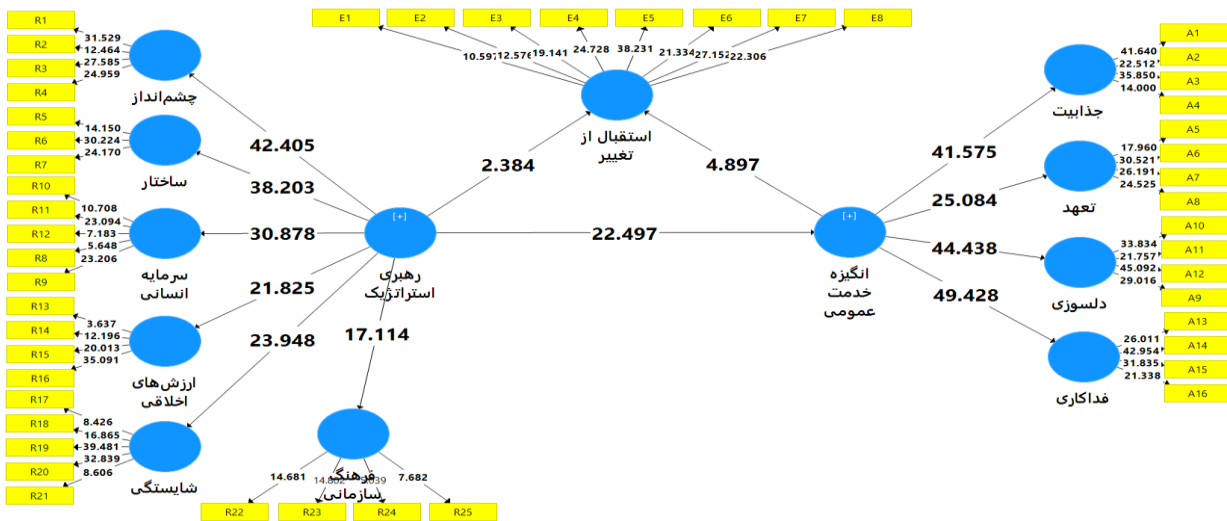 R1
R2
R3
R4
31.529
12.464
27.585
24.959
چشم‌انداز
R5
R6
R7
14.150
30.224
24.170
ساختار
R10
R11
R12
R8
R9
10.708
23.094
7.183
5.648
23.206
سرمایه
انسانی
R13
R14
R15
R16
3.637
12.196
20.013
35.091
ارزش‌های
اخلاقی
R17
R18
R19
R20
R21
8.426
16.865
39.481
32.839
8.606
شایستگی
E1 E2 E3 E4 E5 E6 E7 E8
10.597 12.576 19.141 24.728 38.231 21.334 27.152 22.306
استقبال از
تغییر
42.405
38.203
30.878
21.825
23.948
17.114
2.384
4.897
22.497
[+]
رهبری
استراتژیک
[+]
انگیزه
خدمت
عمومی
41.575
25.084
44.438
49.428
فرهنگ
سازمانی
14.681
7.682
R22 R23 R24 R25
A1
A2
A3
A4
41.640
22.512
35.850
14.000
جذابیت
A5
A6
A7
A8
17.960
30.521
26.191
24.525
تعهد
A10
A11
A12
A9
33.834
21.757
45.092
29.016
دلسوزی
A13
A14
A15
A16
26.011
42.954
31.835
21.338
فداکاری